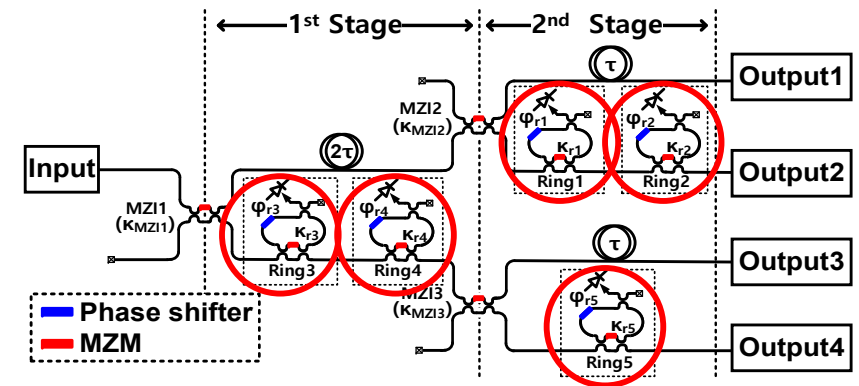 1st Stage
2nd Stage
τ
Output1
MZI2
(κMZI2)
φr1
κr1
Ring1
φr2
κr2
Ring2
Output2
2τ
Input
MZI1
(κMZI1)
φr3
κr3
Ring3
φr4
κr4
Ring4
τ
Output3
MZI3
(κMZI3)
φr5
κr5
Ring5
Output4
Phase shifter
MZM